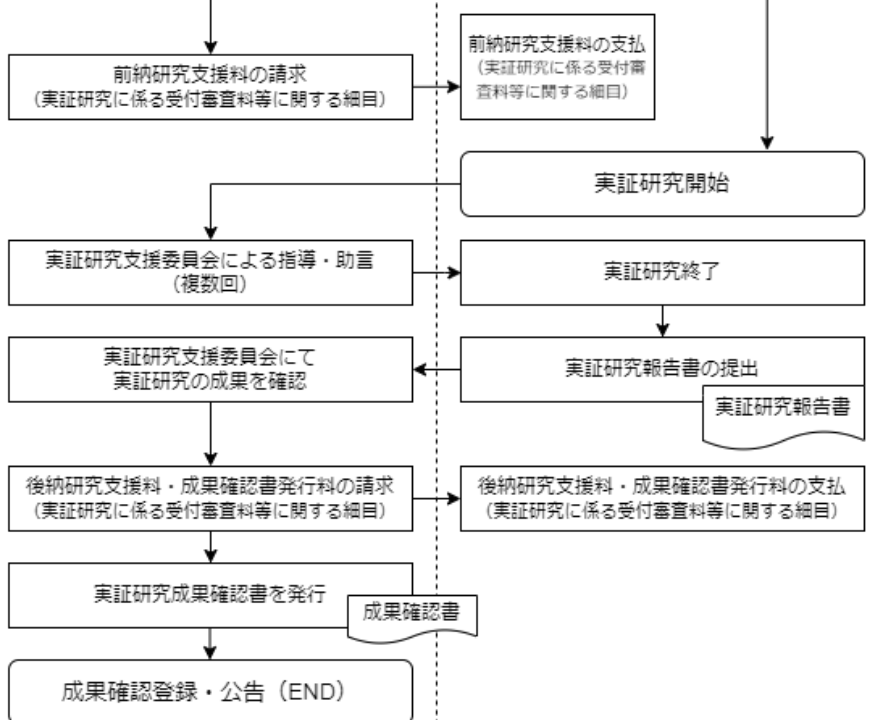 前納研究支援料の請求
（実証研究に係る受付審査料等に関する細目）
前納研究支援料の支払
（実証研究に係る受付審
査料等に関する細目）
実証研究開始
実証研究支援委員会による指導・助言
（複数回）
実証研究終了
実証研究支援委員会にて
実証研究の成果を確認
実証研究報告書の提出
実証研究報告書
後納研究支援料・成果確認書発行料の請求
（実証研究に係る受付審査料等に関する細目）
後納研究支援料・成果確認書発行料の支払
（実証研究に係る受付審査料等に関する細目）
実証研究成果確認書を発行
成果確認書
成果確認登録・公告（END）